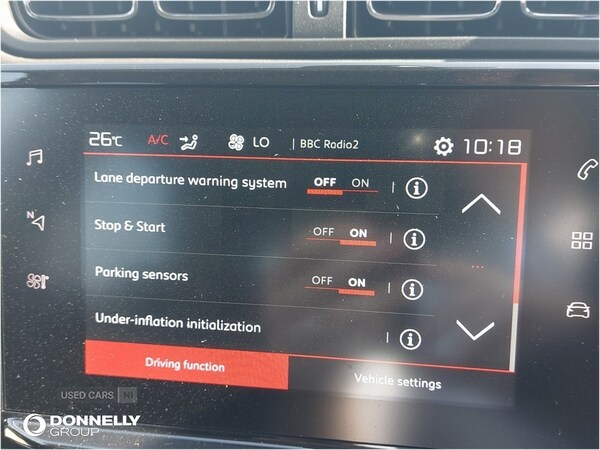 26°C A/C LO | BBC Radio2 10:18
Lane departure warning system OFF ON
Stop & Start OFF ON
Parking sensors OFF ON
Under-inflation initialization
Driving function Vehicle settings
N
USED CARS NI
DONNELLY
GROUP